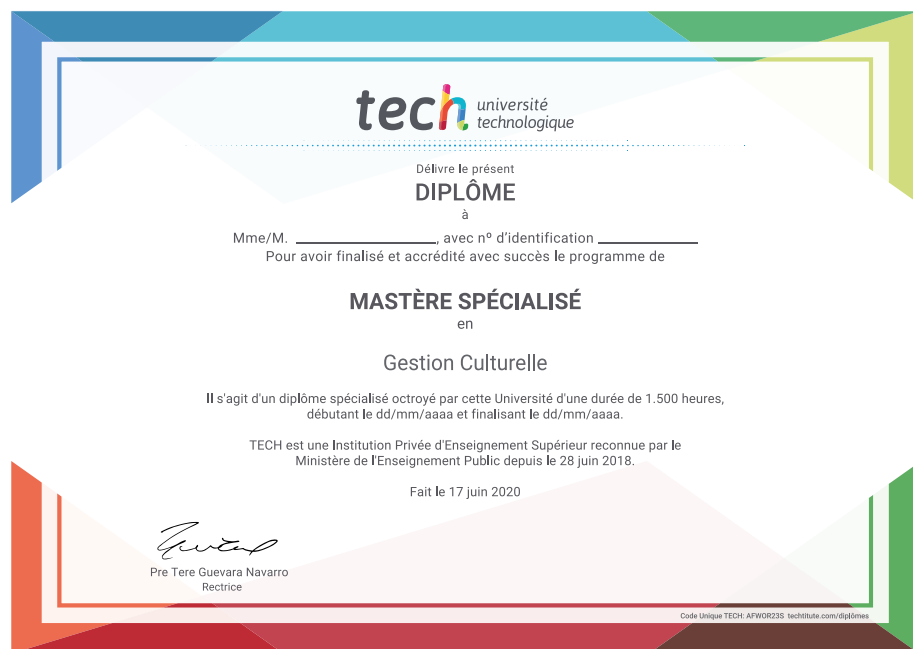 tech université
technologique
Délivre le présent
DIPLÔME
à
Mme/M. ____________, avec nº d'identification ____________
Pour avoir finalisé et accrédité avec succès le programme de
MASTÈRE SPÉCIALISÉ
en
Gestion Culturelle
Il s'agit d'un diplôme spécialisé octroyé par cette Université d'une durée de 1.500 heures,
débutant le dd/mm/aaaa et finalisant le dd/mm/aaaa.
TECH est une Institution Privée d'Enseignement Supérieur reconnue par le
Ministère de l'Enseignement Public depuis le 28 juin 2018.
Fait le 17 juin 2020
Pre Tere Guevara Navarro
Rectrice
Code Unique TECH: AFWOR23S techtitute.com/diplômes